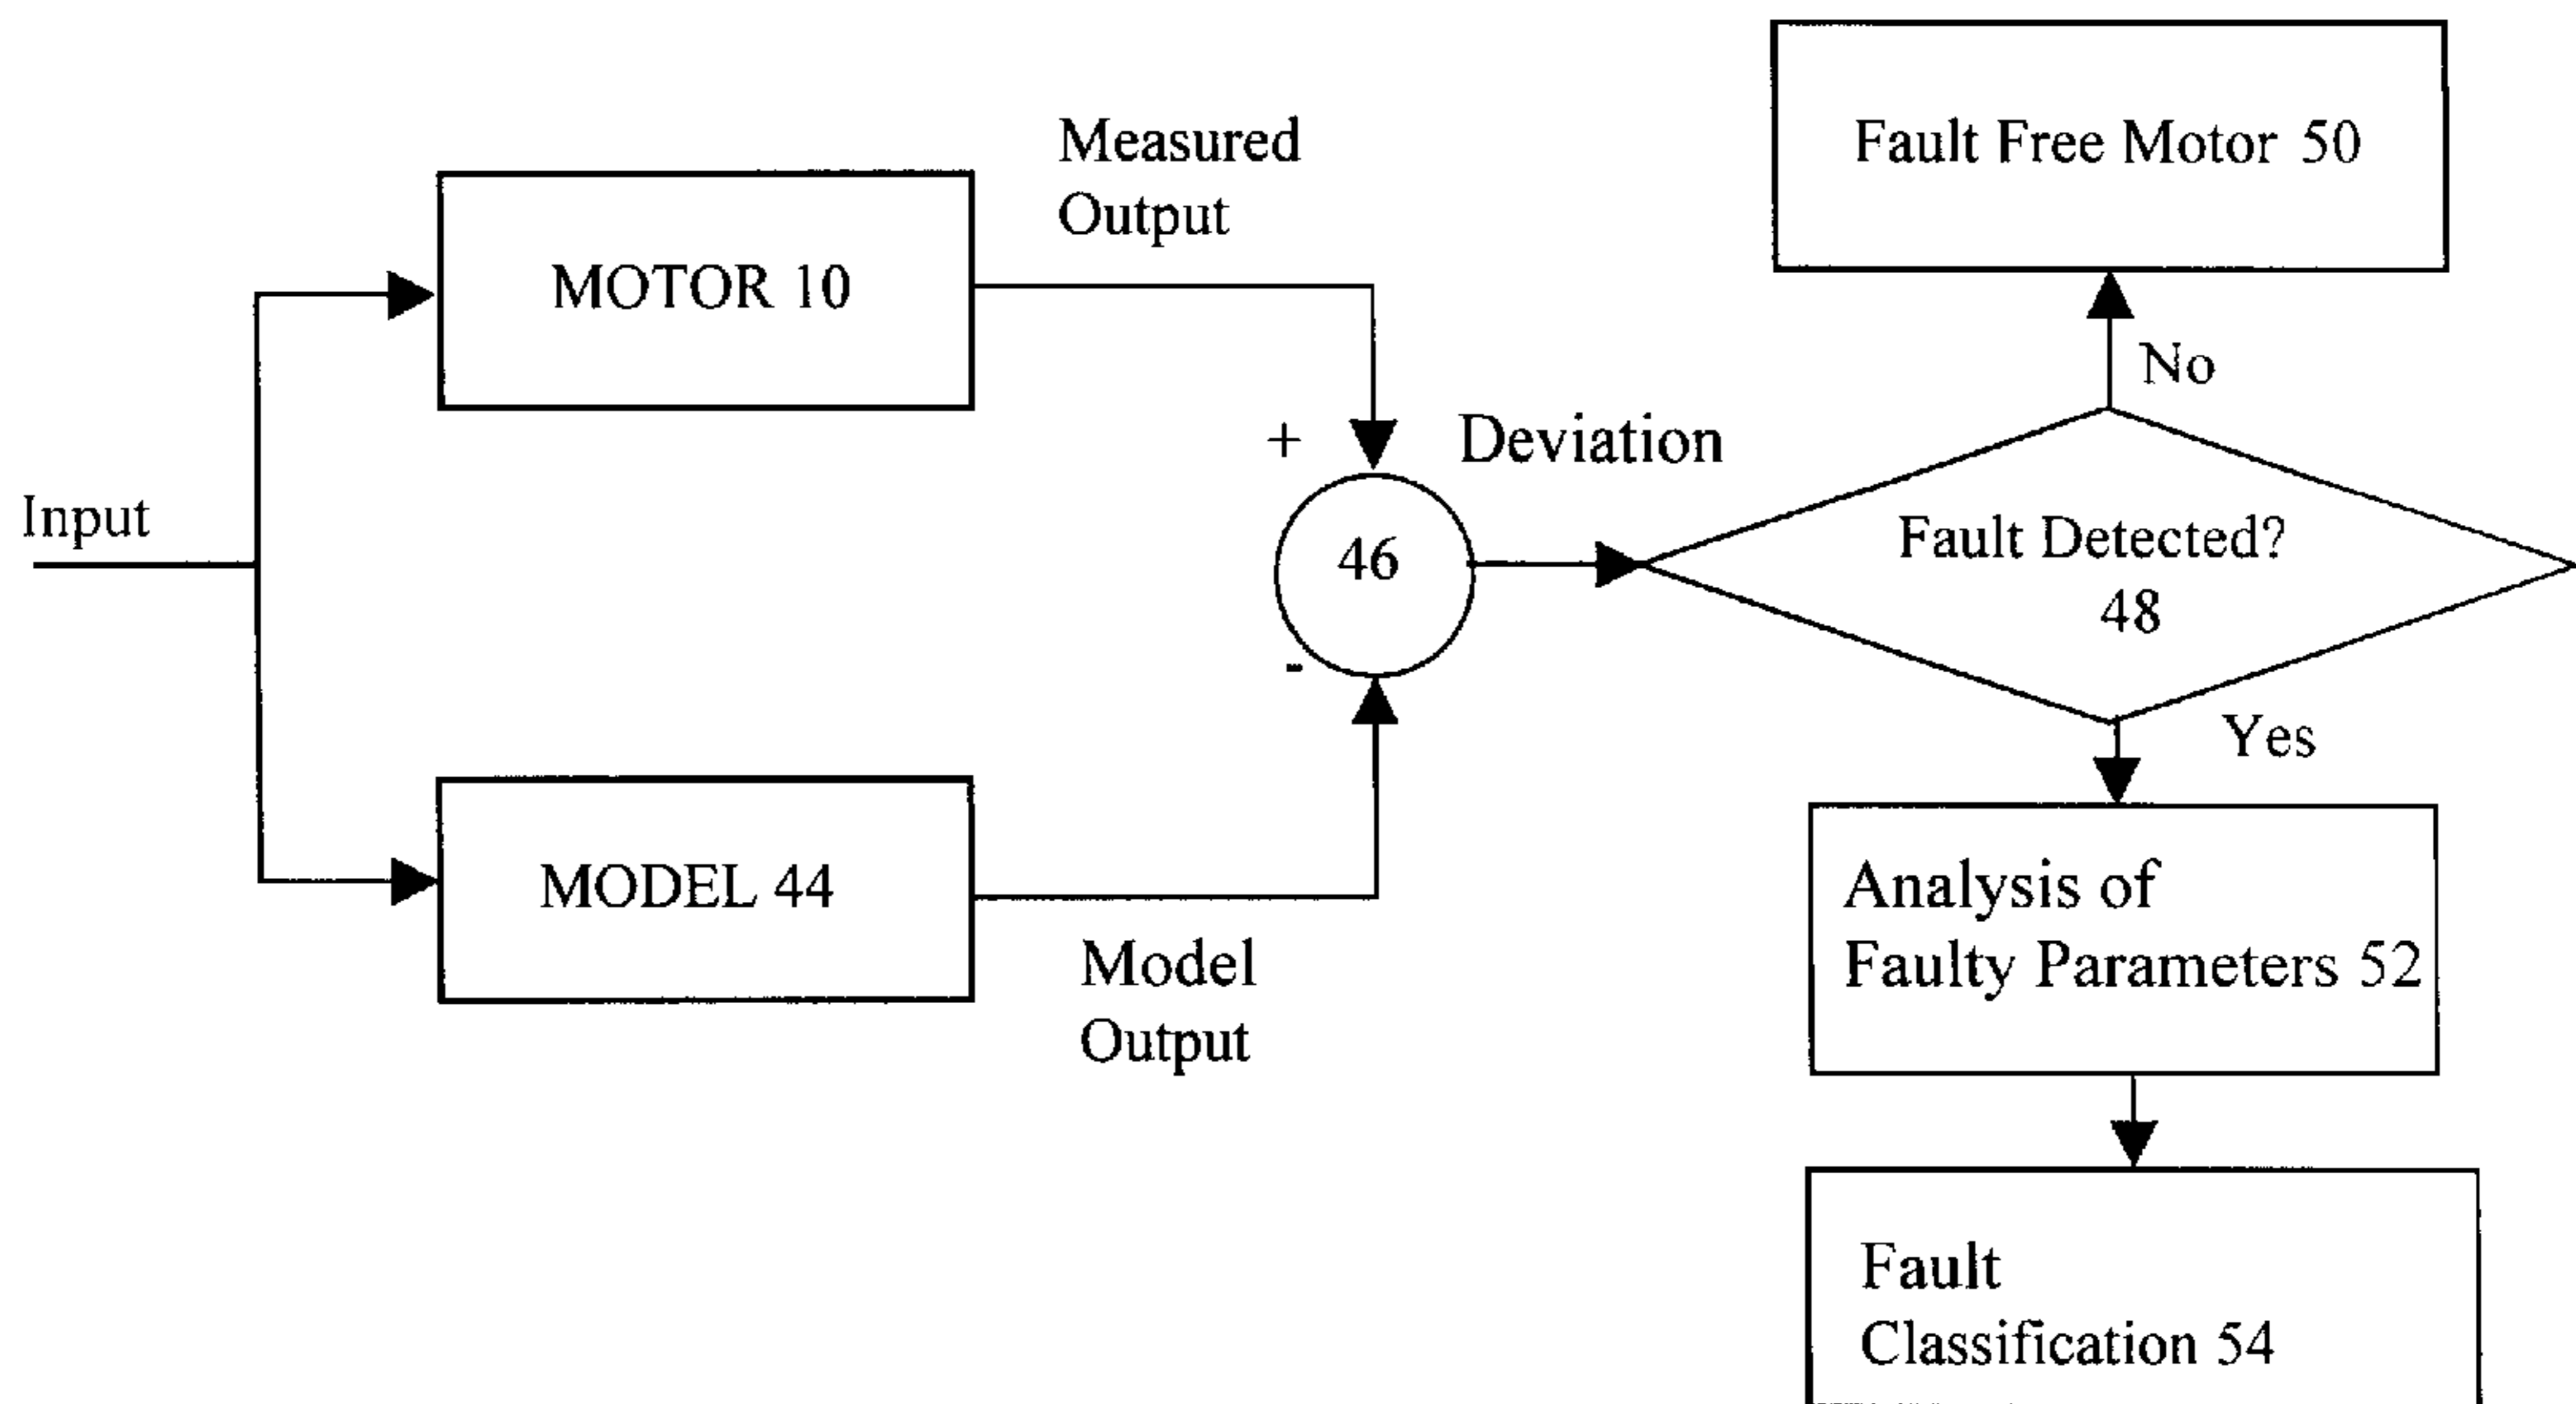 Fault Free Motor 50
Measured
Output
MOTOR 10
No
+
Deviation
Input
Fault Detected?
48
46
-
Yes
MODEL 44
Analysis of
Faulty Parameters 52
Model
Output
Fault
Classification 54